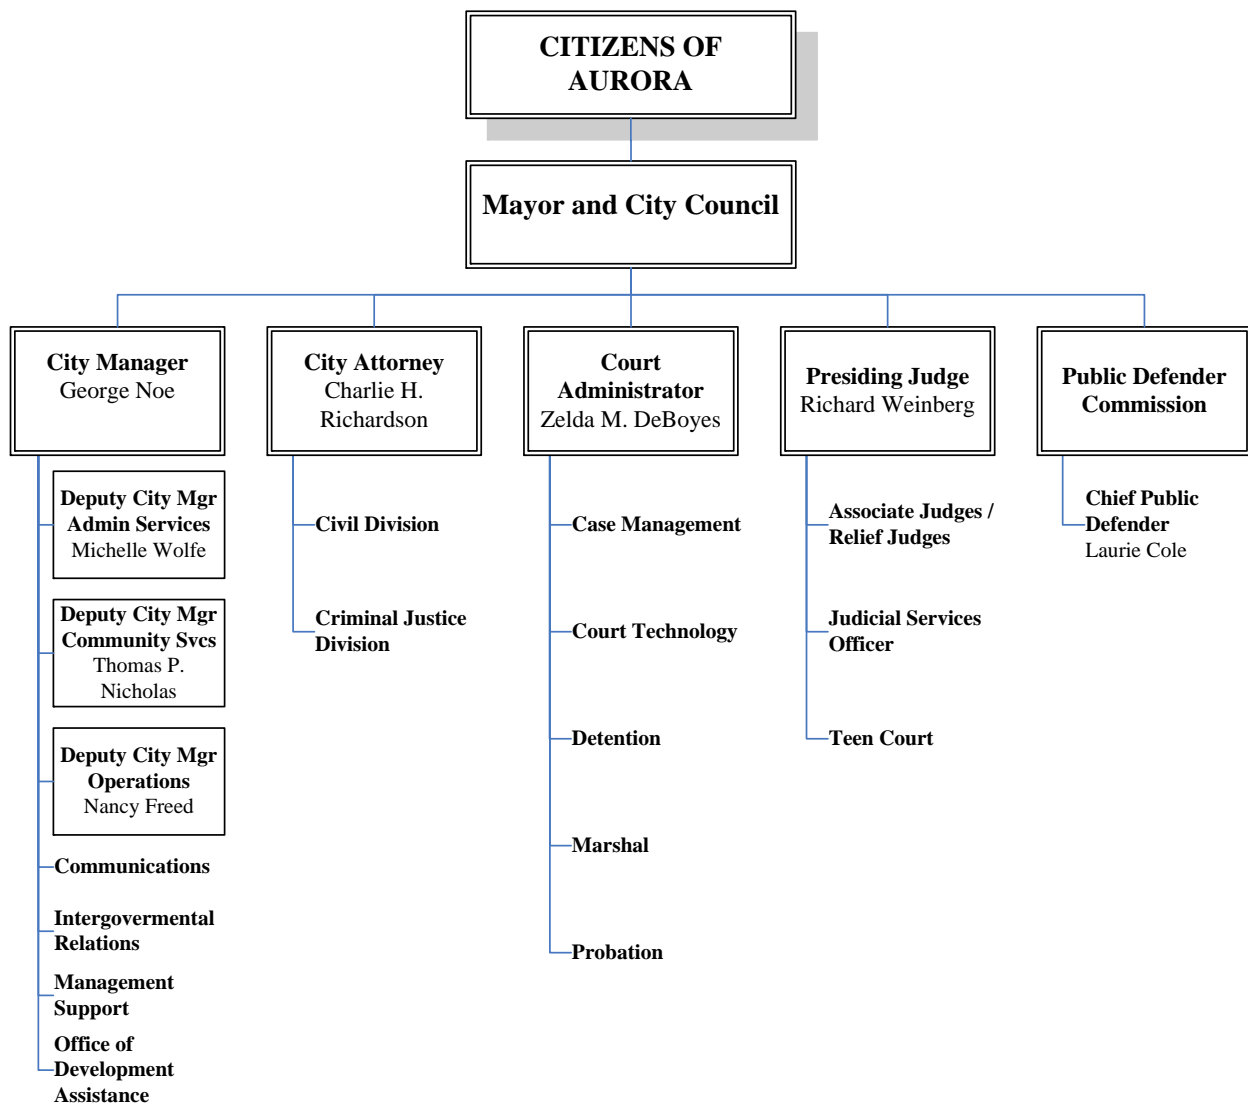 CITIZENS OF
AURORA
Mayor and City Council
City Manager
George Noe
City Attorney
Charlie H.
Richardson
Court
Administrator
Zelda M. DeBoyes
Presiding Judge
Richard Weinberg
Public Defender
Commission
Deputy City Mgr
Admin Services
Michelle Wolfe
Deputy City Mgr
Community Svcs
Thomas P.
Nicholas
Deputy City Mgr
Operations
Nancy Freed
Communications
Intergovermental
Relations
Management
Support
Office of
Development
Assistance
Civil Division
Criminal Justice
Division
Case Management
Court Technology
Detention
Marshal
Probation
Associate Judges /
Relief Judges
Judicial Services
Officer
Teen Court
Chief Public
Defender
Laurie Cole